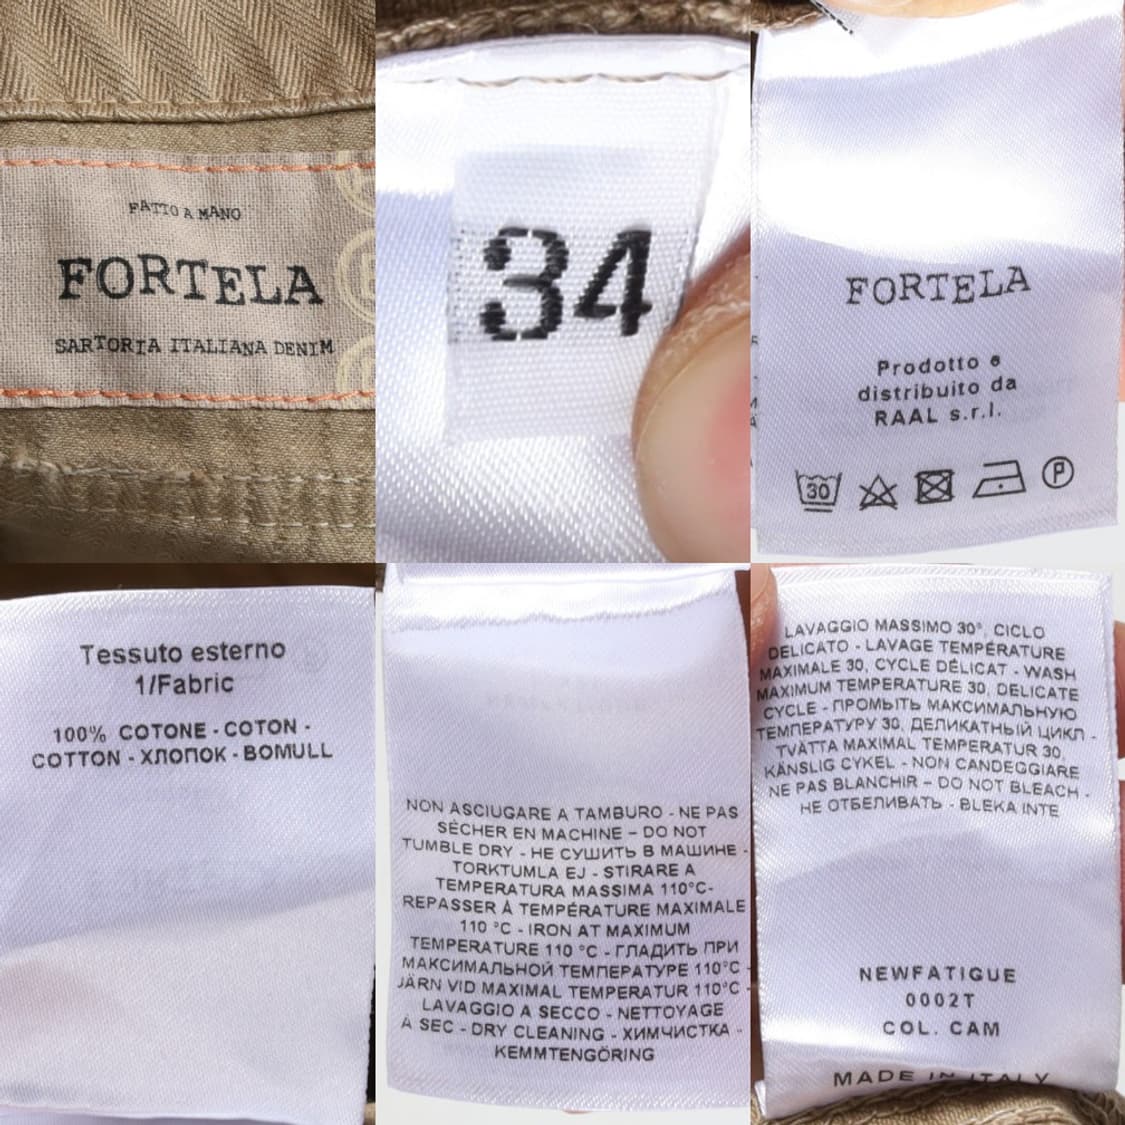 FATTO A MANO
FORTELA
SARTORIA ITALIANA DENIM
34
FORTELA
Prodotto e
distribuito da
RAAL s.r.l.
30
P
Tessuto esterno
1/Fabric
100% COTONE - COTON -
COTTON - ХЛОПОК - BOMULL
NON ASCIUGARE A TAMBURO - NE PAS
SÉCHER EN MACHINE – DO NOT
TUMBLE DRY - НЕ СУШИТЬ В МАШИНЕ -
TORKTUMLA EJ - STIRARE A
TEMPERATURA MASSIMA 110°C-
REPASSER À TEMPÉRATURE MAXIMALE
110 °C - IRON AT MAXIMUM
TEMPERATURE 110 °C - ГЛАДИТЬ ПРИ
МАКСИМАЛЬНОЙ ТЕМПЕРАТУРЕ 110°C -
JÄRN VID MAXIMAL TEMPERATUR 110°C -
LAVAGGIO A SECCO - NETTOYAGE
À SEC - DRY CLEANING - ХИМЧИСТКА -
KEMMTENGÖRING
LAVAGGIO MASSIMO 30°, CICLO
DELICATO - LAVAGE TEMPÉRATURE
MAXIMALE 30, CYCLE DÉLICAT - WASH
MAXIMUM TEMPERATURE 30, DELICATE
CYCLE - ПРОМЫТЬ МАКСИМАЛЬНУЮ
ТЕМПЕРАТУРУ 30, ДЕЛИКАТНЫЙ ЦИКЛ -
TVÄTTA MAXIMAL TEMPERATUR 30,
KÄNSLIG CYKEL - NON CANDEGGIARE
NE PAS BLANCHIR – DO NOT BLEACH -
НЕ ОТБЕЛИВАТЬ - BLEKA INTE
NEWFATIGUE
0002T
COL. CAM
MADE IN ITALY